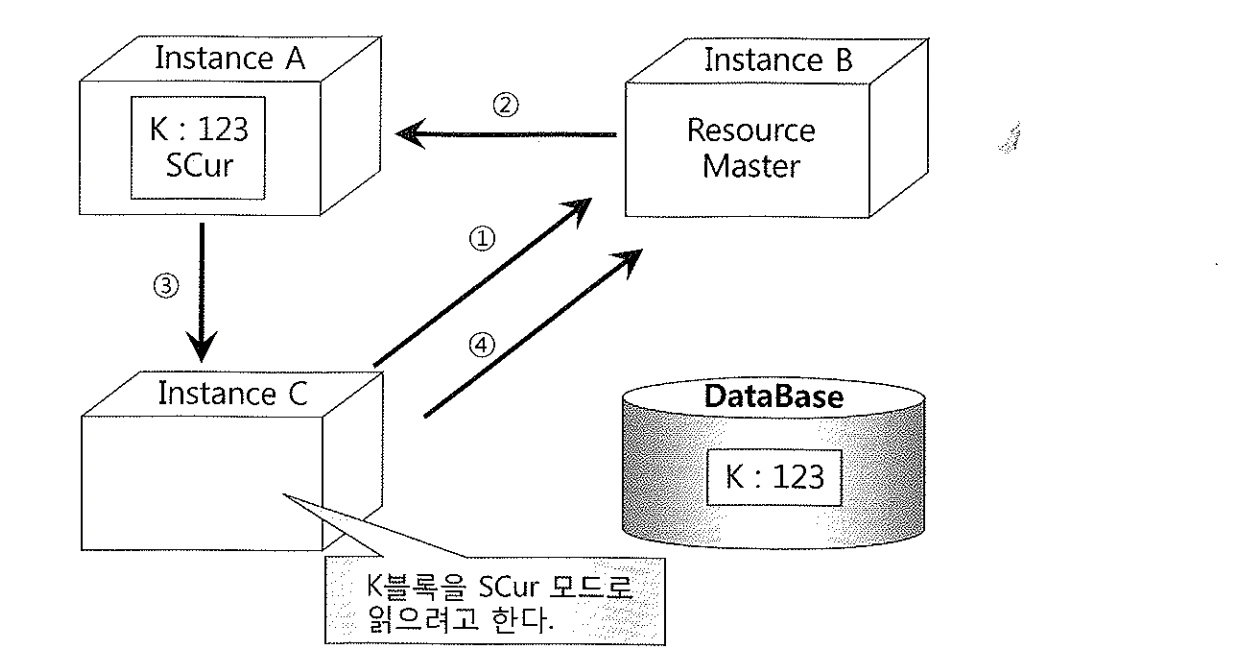 Instance A
K : 123
SCur
②
Instance B
Resource
Master
①
③
④
Instance C
DataBase
K : 123
K블록을 SCur 모드로
읽으려고 한다.